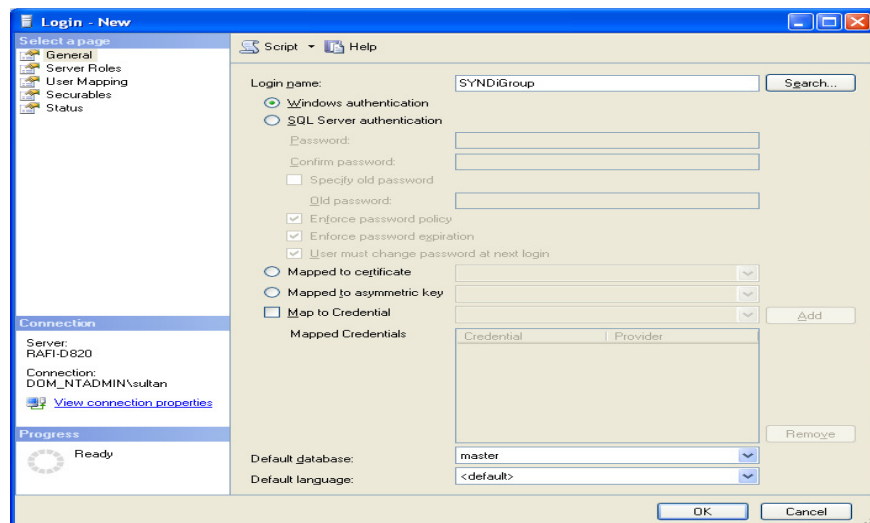 Login - New
Select a page
General
Server Roles
User Mapping
Securables
Status
Script Help
Login name: SYNDiGroup Search...
Windows authentication
SQL Server authentication
Password:
Confirm password:
Specify old password
Old password:
Enforce password policy
Enforce password expiration
User must change password at next login
Mapped to certificate
Mapped to asymmetric key
Map to Credential Add
Mapped Credentials Credential Provider
Remove
Default database: master
Default language: <default>
Connection
Server:
RAFI-D820
Connection:
DOM_NTADMIN\sultan
View connection properties
Progress
Ready
OK Cancel